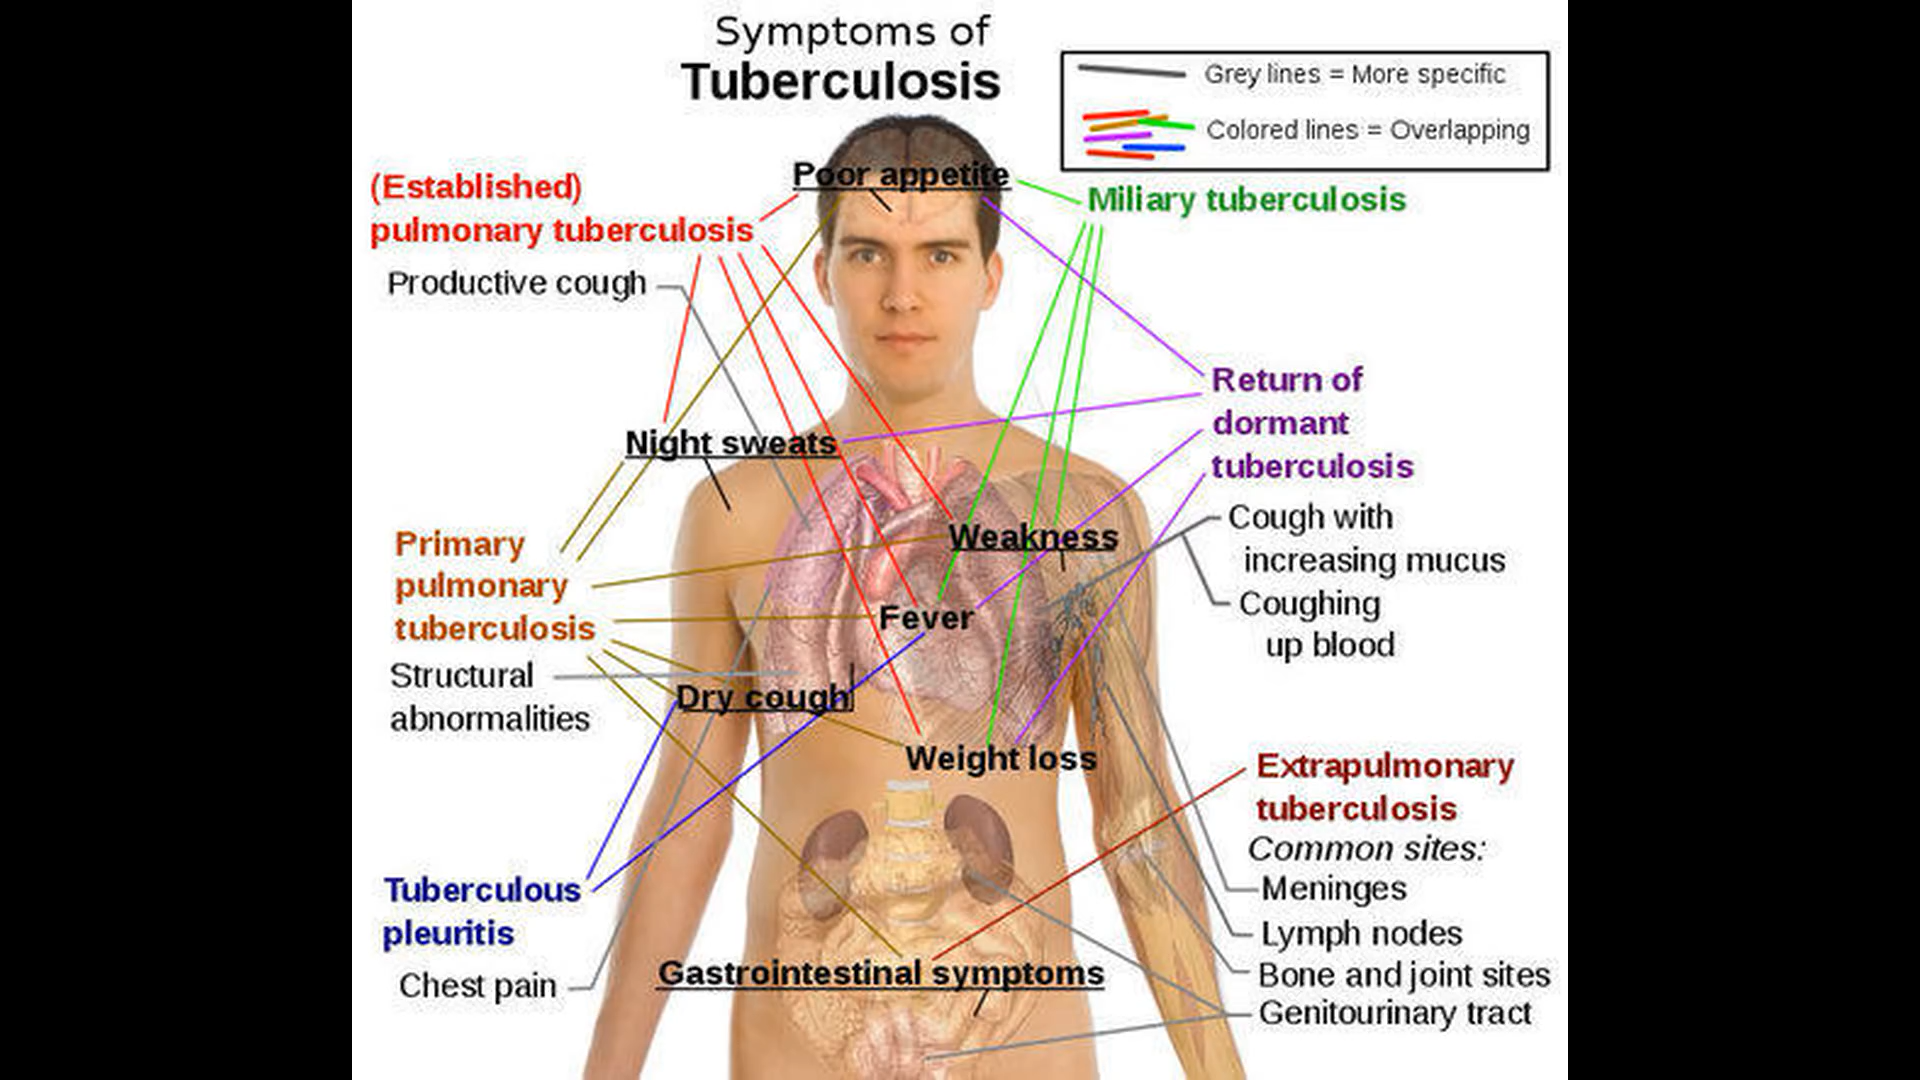 Symptoms of
Tuberculosis
Grey lines = More specific
Colored lines = Overlapping
Poor appetite
(Established)
pulmonary tuberculosis
Productive cough
Miliary tuberculosis
Night sweats
Return of
dormant
tuberculosis
Cough with
increasing mucus
Coughing
up blood
Weakness
Primary
pulmonary
tuberculosis
Structural
abnormalities
Fever
Dry cough
Weight loss
Extrapulmonary
tuberculosis
Common sites:
Meninges
Lymph nodes
Bone and joint sites
Genitourinary tract
Tuberculous
pleuritis
Chest pain
Gastrointestinal symptoms